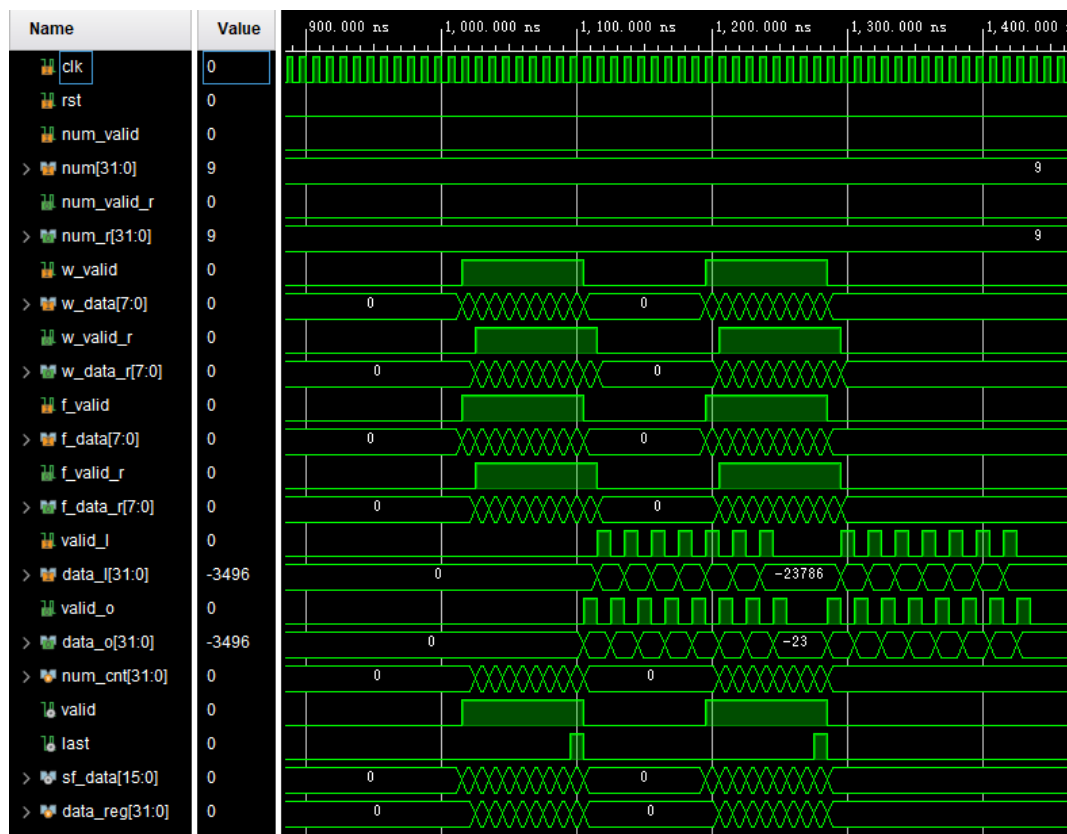 Name Value 900.000 ns 1,000.000 ns 1,100.000 ns 1,200.000 ns 1,300.000 ns 1,400.000
clk 0
rst 0
num_valid 0
num[31:0] 9 9
num_valid_r 0
num_r[31:0] 9 9
w_valid 0
w_data[7:0] 0 0 0
w_valid_r 0
w_data_r[7:0] 0 0 0
f_valid 0
f_data[7:0] 0 0 0
f_valid_r 0
f_data_r[7:0] 0 0 0
valid_l 0
data_l[31:0] -3496 0 -23786
valid_o 0
data_o[31:0] -3496 0 -23
num_cnt[31:0] 0 0 0
valid 0
last 0
sf_data[15:0] 0 0 0
data_reg[31:0] 0 0 0